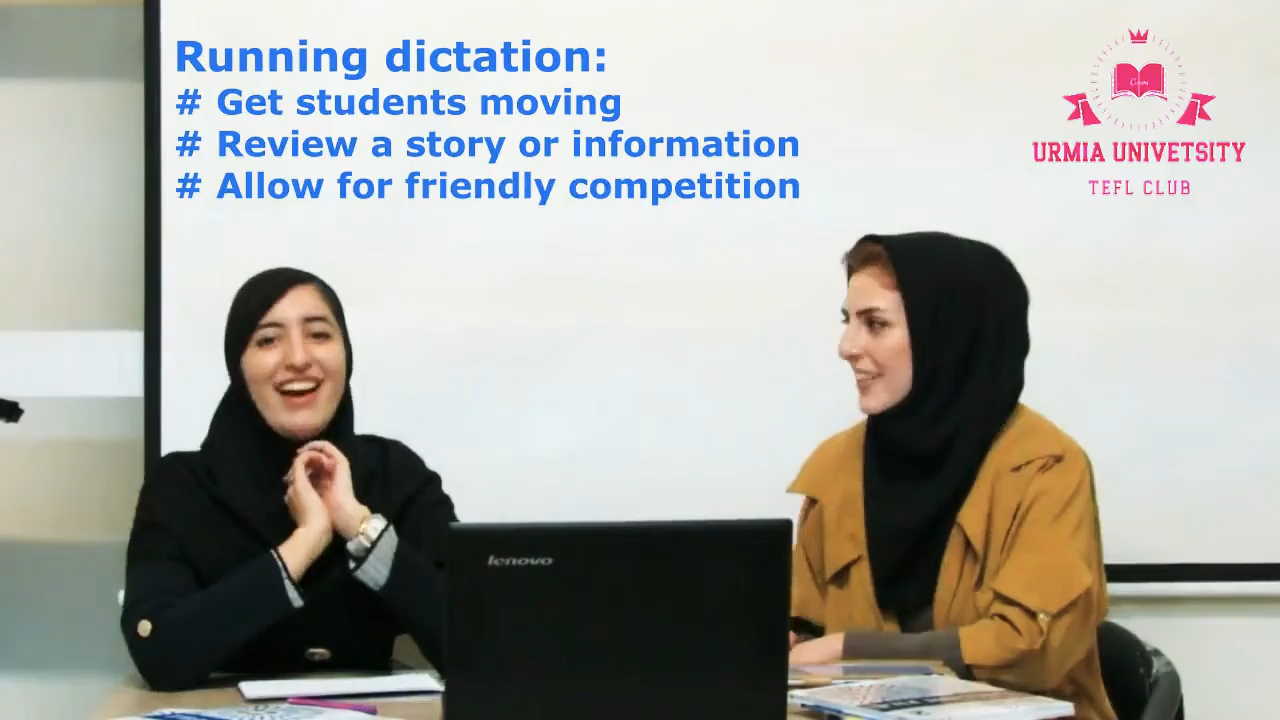 Running dictation:
# Get students moving
# Review a story or information
# Allow for friendly competition
URMIA UNIVETSITY
TEFL CLUB
lenovo